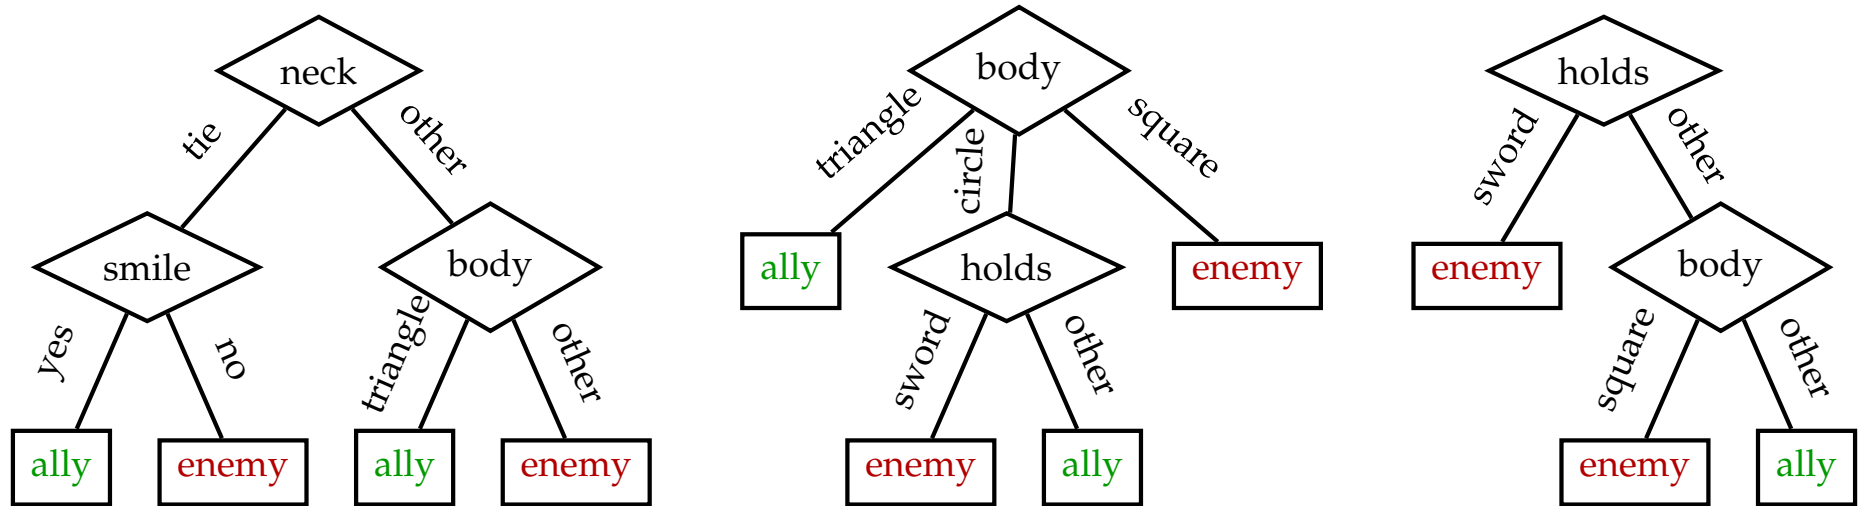 neck
tie
other
smile
body
yes
no
triangle
other
ally
enemy
ally
enemy
body
triangle
circle
square
ally
holds
enemy
sword
other
enemy
ally
holds
sword
other
enemy
body
square
other
enemy
ally